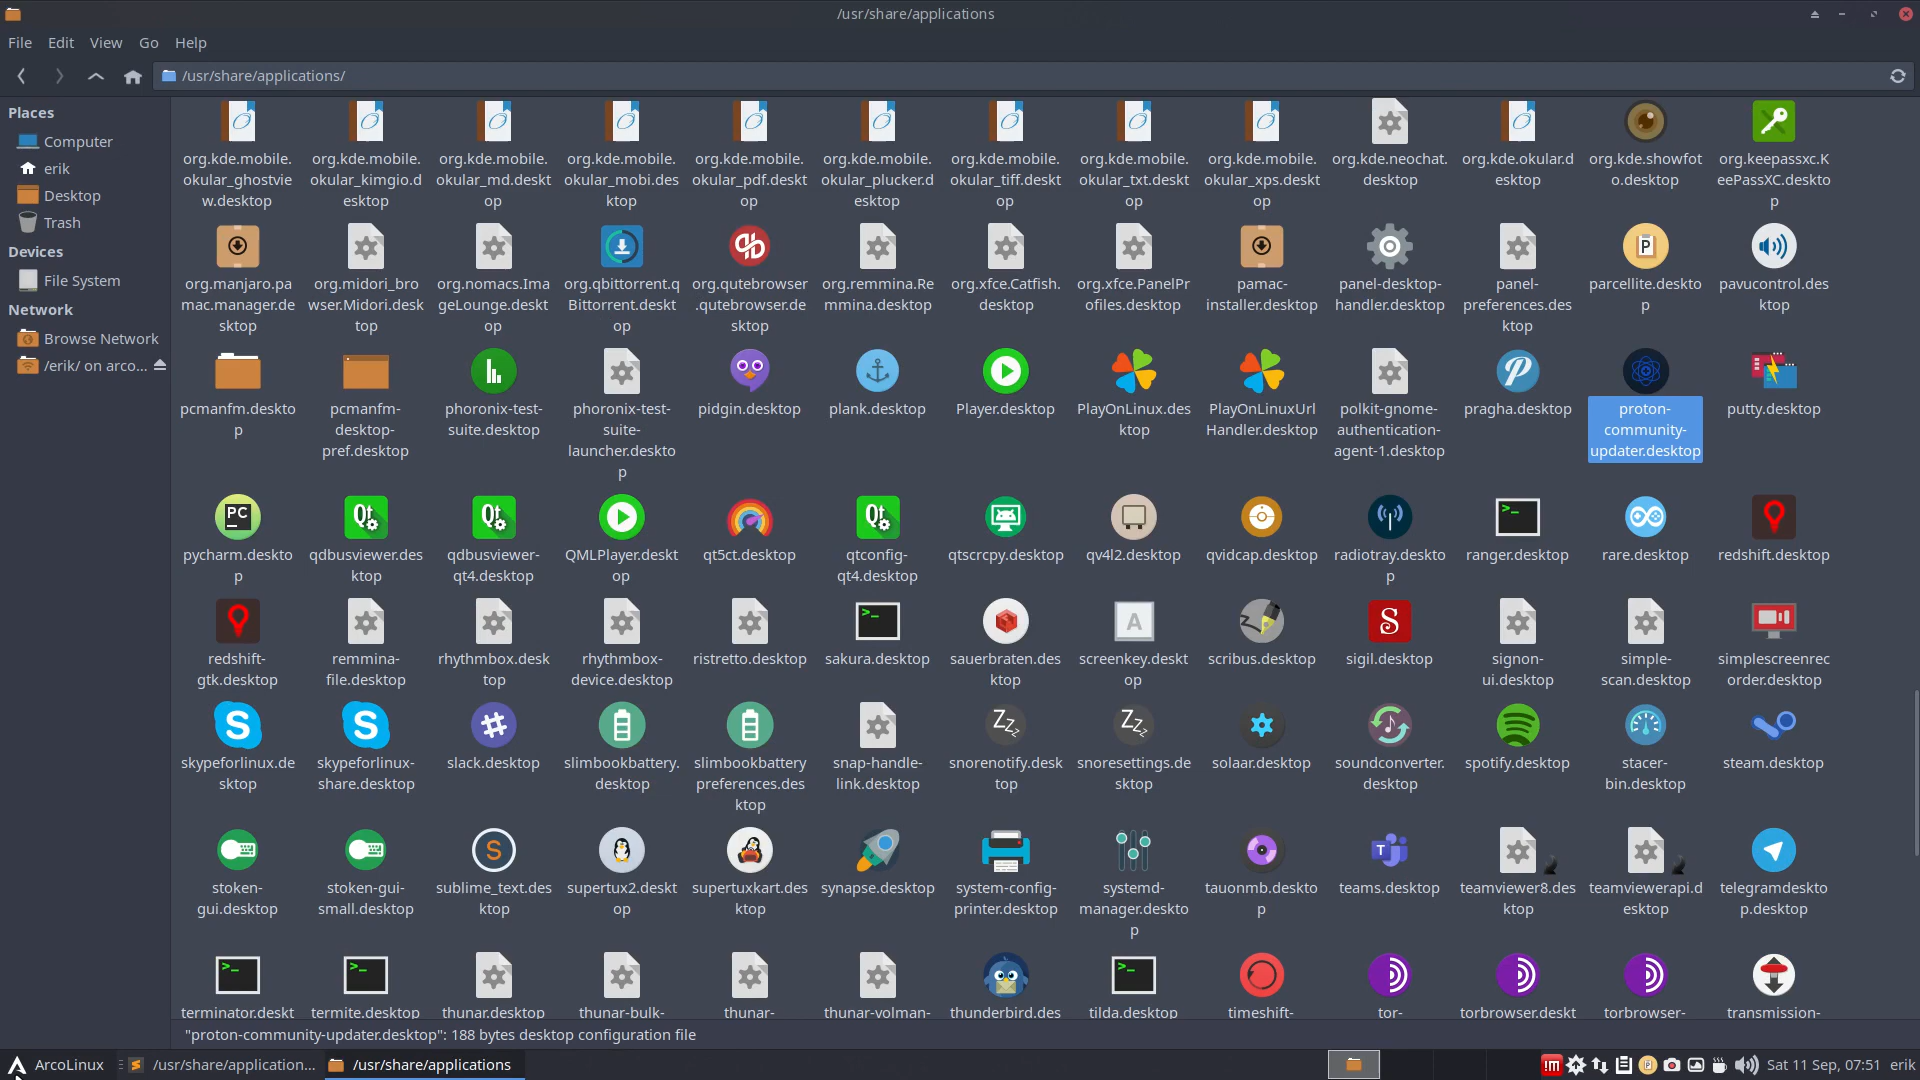 /usr/share/applications
File Edit View Go Help
/usr/share/applications/
Places
Computer
erik
Desktop
Trash
Devices
File System
Network
Browse Network
/erik/ on arco...
org.kde.mobile. org.kde.mobile. org.kde.mobile. org.kde.mobile. org.kde.mobile. org.kde.mobile. org.kde.mobile. org.kde.mobile. org.kde.mobile. org.kde.neochat. org.kde.okular.d org.kde.showfot org.keepassxc.K
okular_ghostvie okular_kimgio.d okular_md.deskt okular_mobi.des okular_pdf.deskt okular_plucker.d okular_tiff.deskt okular_txt.deskt okular_xps.deskt desktop esktop o.desktop eePassXC.deskto
w.desktop esktop op ktop op esktop op op op p
org.manjaro.pa org.midori_bro org.nomacs.Ima org.qbittorrent.q org.qutebrowser org.remmina.Re org.xfce.Catfish. org.xfce.PanelPr pamac- panel-desktop- panel- parcellite.deskto pavucontrol.des
mac.manager.de wser.Midori.desk geLounge.deskt Bittorrent.deskt .qutebrowser.de mmina.desktop desktop ofiles.desktop installer.desktop handler.desktop preferences.des p ktop
sktop top op op sktop ktop
pcmanfm.deskto pcmanfm- phoronix-test- phoronix-test- pidgin.desktop plank.desktop Player.desktop PlayOnLinux.des PlayOnLinuxUrl polkit-gnome- pragha.desktop proton- putty.desktop
p desktop- suite.desktop suite- ktop Handler.desktop authentication- community-
pref.desktop launcher.deskto agent-1.desktop updater.desktop
p
pycharm.deskto qdbusviewer.des qdbusviewer- QMLPlayer.deskt qt5ct.desktop qtconfig- qtscrcpy.desktop qv4l2.desktop qvidcap.desktop radiotray.deskto ranger.desktop rare.desktop redshift.desktop
p ktop qt4.desktop op qt4.desktop p
redshift- remmina- rhythmbox.desk rhythmbox- ristretto.desktop sakura.desktop sauerbraten.des screenkey.deskt scribus.desktop sigil.desktop signon- simple- simplescreenrec
gtk.desktop file.desktop top device.desktop ktop op ui.desktop scan.desktop order.desktop
skypeforlinux.de skypeforlinux- slack.desktop slimbookbattery. slimbookbattery snap-handle- snorenotify.desk snoresettings.de solaar.desktop soundconverter. spotify.desktop stacer- steam.desktop
sktop share.desktop desktop preferences.des link.desktop top sktop desktop bin.desktop
ktop
stoken- stoken-gui- sublime_text.des supertux2.deskt supertuxkart.des synapse.desktop system-config- systemd- tauonmb.deskto teams.desktop teamviewer8.des teamviewerapi.d telegramdeskto
gui.desktop small.desktop ktop op ktop printer.desktop manager.deskto p ktop esktop p.desktop
p
terminator.deskt termite.desktop thunar.desktop thunar-bulk- thunar- thunar-volman- thunderbird.des tilda.desktop timeshift- tor- torbrowser.deskt torbrowser- transmission-
"proton-community-updater.desktop": 188 bytes desktop configuration file
ArcoLinux /usr/share/application... /usr/share/applications Sat 11 Sep, 07:51 erik